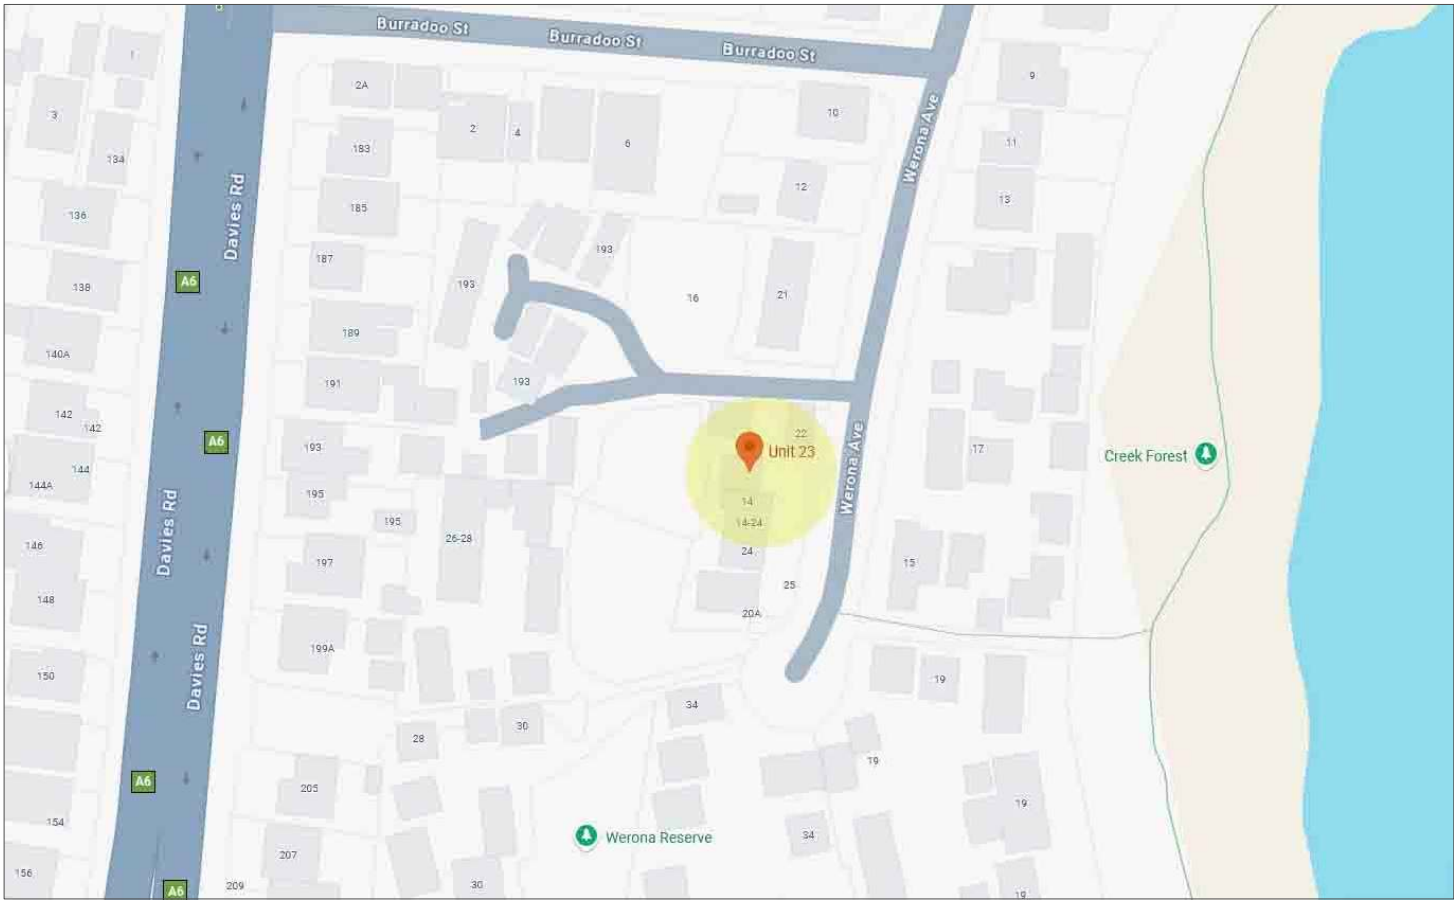 Burradoo St
Burradoo St
Burradoo St
1
2A
9
3
2
4
10
6
134
183
11
Werona Ave
12
136
185
13
Davies Rd
187
193
193
138
A6
16
21
189
140A
191
193
142
142
22
193
A6
Unit 23
17
Creek Forest
144
144A
195
14
195
14-24
Werona Ave
146
26-28
24
197
15
Davies Rd
25
148
20A
199A
150
19
Davies Rd
34
30
28
19
A6
205
19
154
Werona Reserve
34
207
156
A6
209
30
19